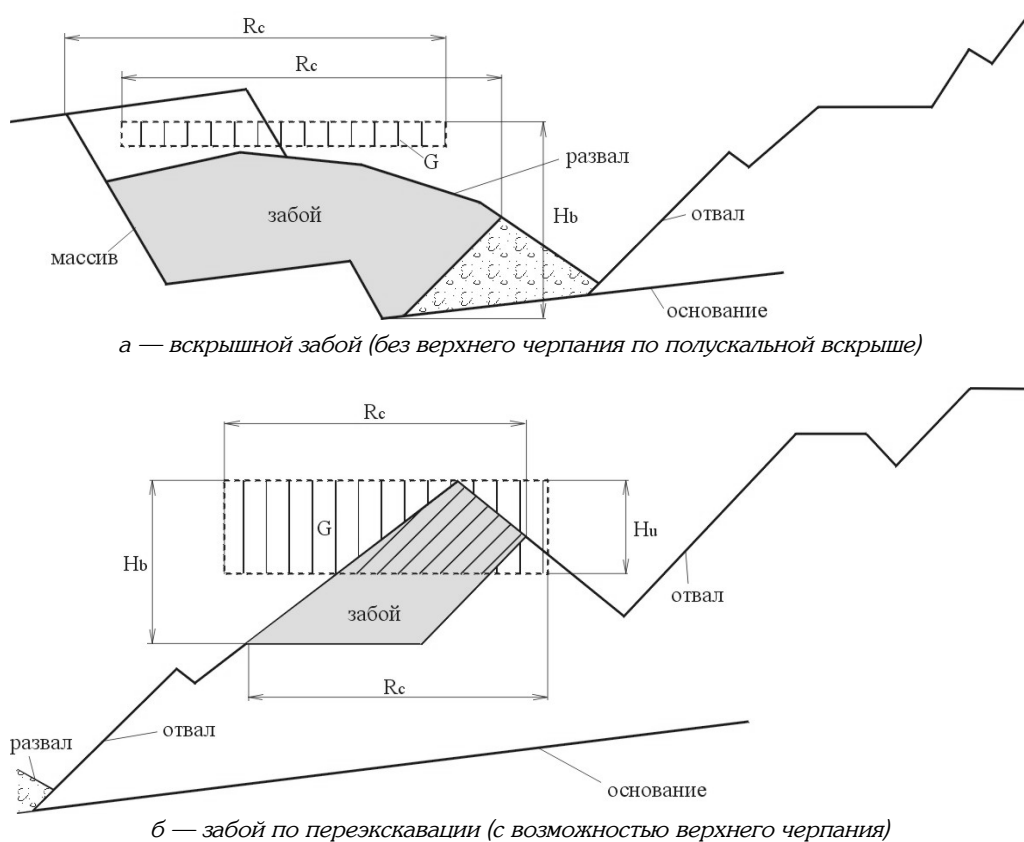 Rc
Rc
G
развал
забой
Hb
отвал
массив
основание
а — вскрышной забой (без верхнего черпания по полускальной вскрыше)
Rc
G
Hu
Hb
отвал
забой
Rc
отвал
развал
основание
б — забой по переэкскавации (с возможностью верхнего черпания)